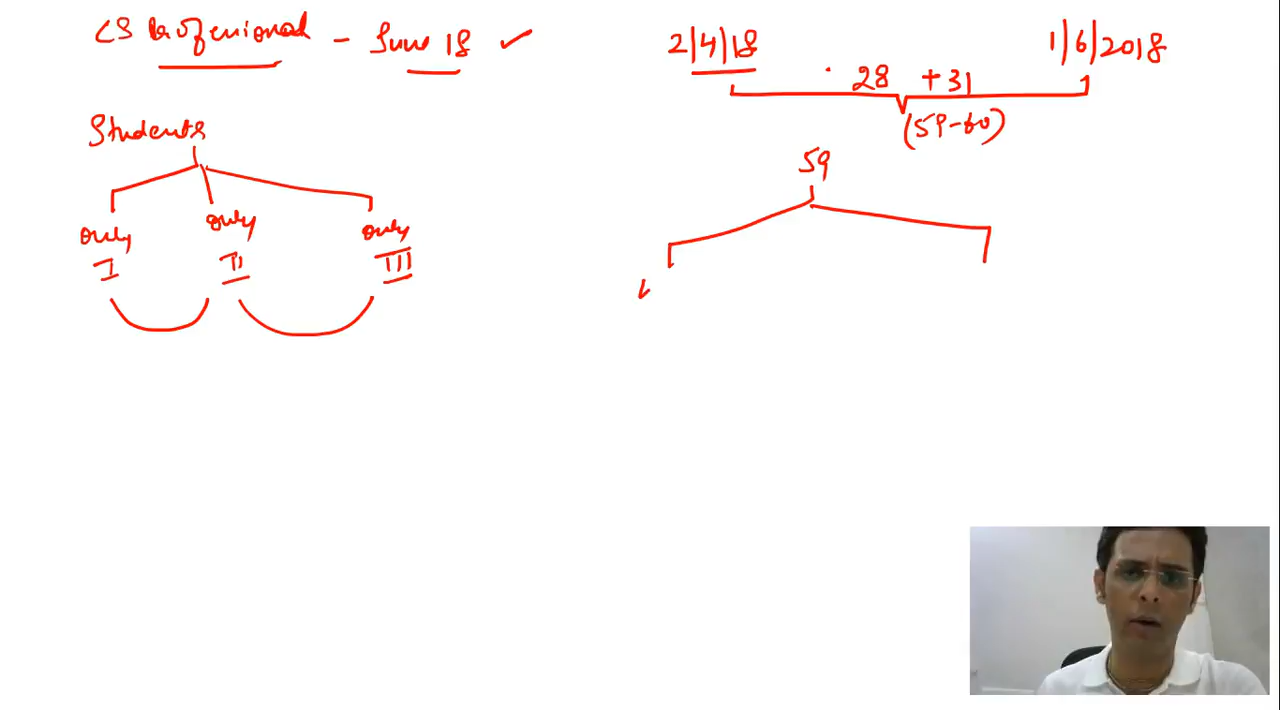 CS Professional - June 18 ✓
2|4|18
1|6|2018
28 + 31
(59-60)
Students
only I
only II
only III
59